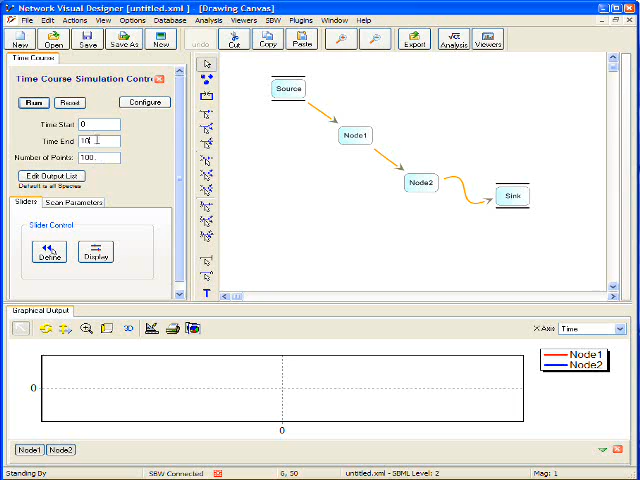 Network Visual Designer [untitled.xml ] - [Drawing Canvas]
File Edit Actions View Options Database Analysis Viewers SBW Plugins Window Help
New Open Save Save As New undo Cut Copy Paste Export Analysis Viewers
Time Course
Time Course Simulation Contro
Run Reset Configure
Time Start 0
Time End 10
Number of Points: 100
Edit Output List
Default is all Species
Sliders Scan Parameters
Slider Control
Define Display
Source
Node1
Node2
Sink
Graphical Output
3D
X Axis Time
0
0
Node1
Node2
Node1 Node2
Standing By SBW Connected 6, 50 untitled.xml - SBML Level: 2 Mag: 1